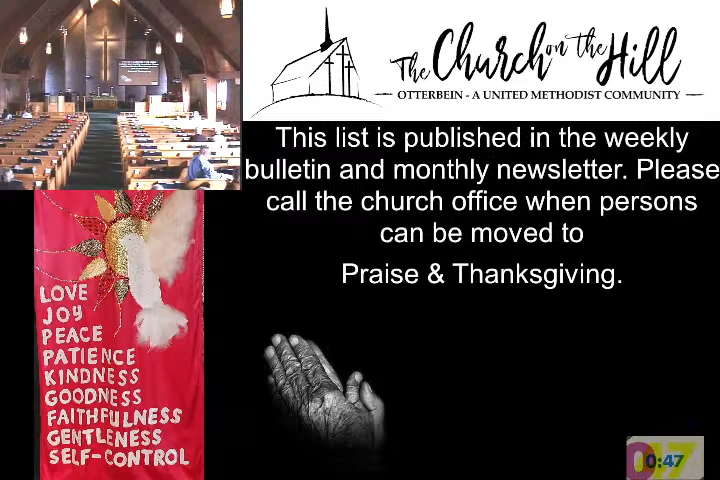 The Church on the Hill
OTTERBEIN - A UNITED METHODIST COMMUNITY
This list is published in the weekly
bulletin and monthly newsletter. Please
call the church office when persons
can be moved to
Praise & Thanksgiving.
LOVE
JOY
PEACE
PATIENCE
KINDNESS
GOODNESS
FAITHFULNESS
GENTLENESS
SELF-CONTROL
0:47